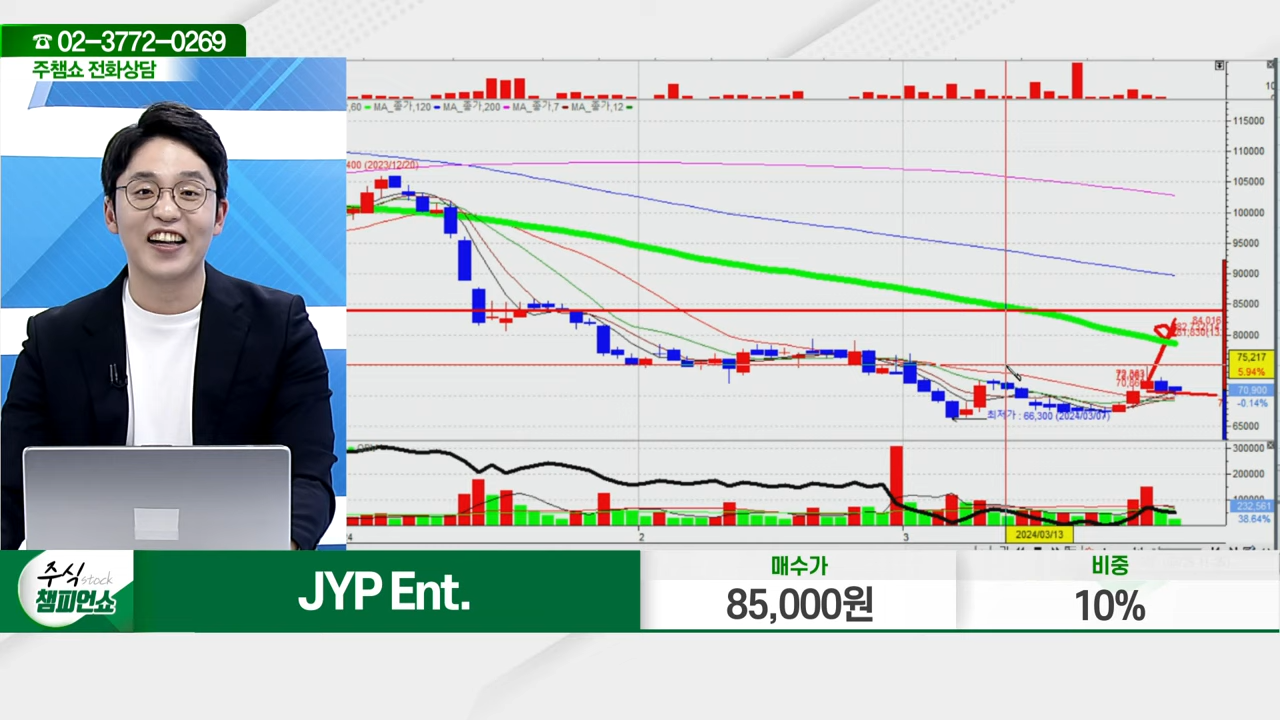 ☎ 02-3772-0269
주챔쇼 전화상담
,60 MA_종가,120 MA_종가,200 MA_종가,7 MA_종가,12
400 (2023/12/20)
115000
110000
105000
100000
95000
90000
85000
80000
75,217
5.94%
70,900
-0.14%
65000
최저가 : 66,300 (2024/03/07)
300000
200000
100000
232,561
38.64%
2
3
2024/03/13
주식 stock
챔피언쇼
JYP Ent.
매수가
85,000원
비중
10%